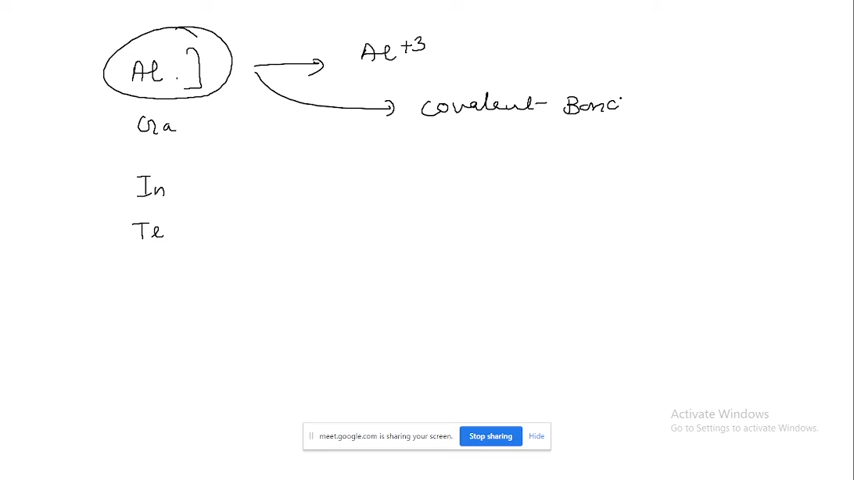 Al
Al+3
Covalent Bond
Ga
In
Tl
Activate Windows
Go to Settings to activate Windows.
meet.google.com is sharing your screen. Stop sharing Hide